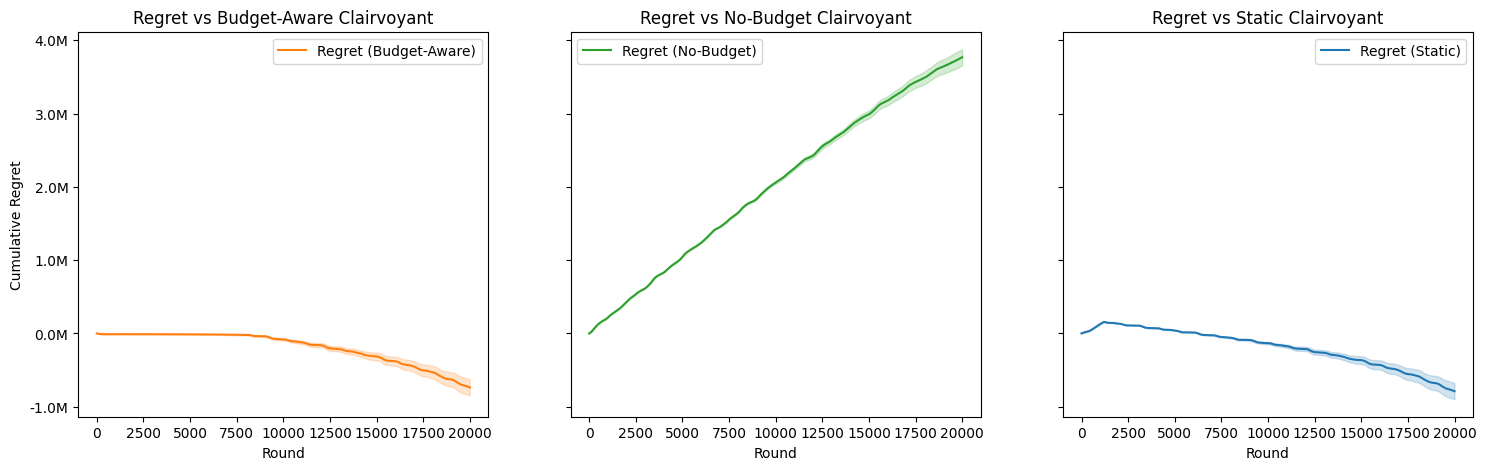 Regret vs Budget-Aware Clairvoyant
Regret (Budget-Aware)
4.0M
3.0M
2.0M
1.0M
0.0M
-1.0M
Cumulative Regret
0 2500 5000 7500 10000 12500 15000 17500 20000
Round
Regret vs No-Budget Clairvoyant
Regret (No-Budget)
0 2500 5000 7500 10000 12500 15000 17500 20000
Round
Regret vs Static Clairvoyant
Regret (Static)
0 2500 5000 7500 10000 12500 15000 17500 20000
Round